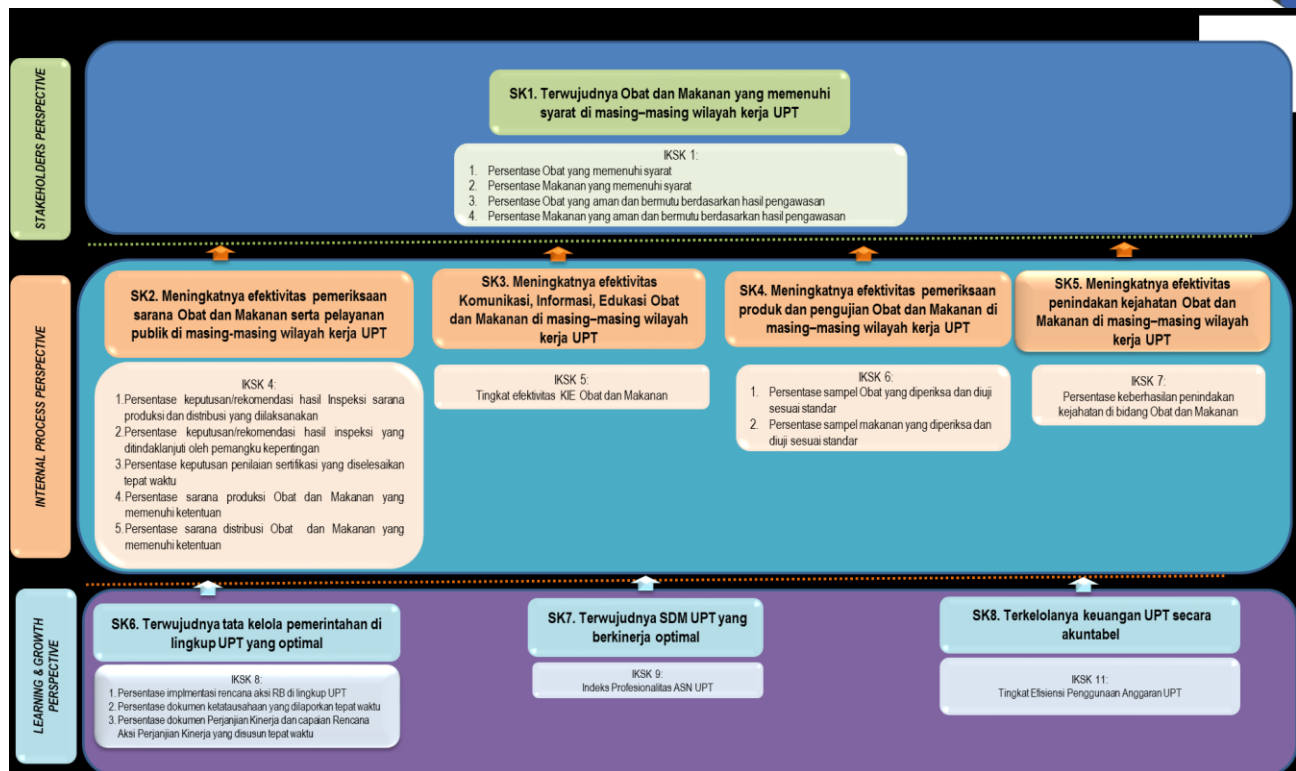 STAKEHOLDERS PERSPECTIVE
SK1. Terwujudnya Obat dan Makanan yang memenuhi
syarat di masing–masing wilayah kerja UPT
IKSK 1:
1. Persentase Obat yang memenuhi syarat
2. Persentase Makanan yang memenuhi syarat
3. Persentase Obat yang aman dan bermutu berdasarkan hasil pengawasan
4. Persentase Makanan yang aman dan bermutu berdasarkan hasil pengawasan
INTERNAL PROCESS PERSPECTIVE
SK2. Meningkatnya efektivitas pemeriksaan
sarana Obat dan Makanan serta pelayanan
publik di masing-masing wilayah kerja UPT
IKSK 4:
1.Persentase keputusan/rekomendasi hasil Inspeksi sarana
produksi dan distribusi yang dilaksanakan
2.Persentase keputusan/rekomendasi hasil inspeksi yang
ditindaklanjuti oleh pemangku kepentingan
3.Persentase keputusan penilaian sertifikasi yang diselesaikan
tepat waktu
4.Persentase sarana produksi Obat dan Makanan yang
memenuhi ketentuan
5.Persentase sarana distribusi Obat dan Makanan yang
memenuhi ketentuan
SK3. Meningkatnya efektivitas
Komunikasi, Informasi, Edukasi Obat
dan Makanan di masing–masing wilayah
kerja UPT
IKSK 5:
Tingkat efektivitas KIE Obat dan Makanan
SK4. Meningkatnya efektivitas pemeriksaan
produk dan pengujian Obat dan Makanan di
masing–masing wilayah kerja UPT
IKSK 6:
1. Persentase sampel Obat yang diperiksa dan diuji
sesuai standar
2. Persentase sampel makanan yang diperiksa dan
diuji sesuai standar
SK5. Meningkatnya efektivitas
penindakan kejahatan Obat dan
Makanan di masing–masing wilayah
kerja UPT
IKSK 7:
Persentase keberhasilan penindakan
kejahatan di bidang Obat dan Makanan
LEARNING & GROWTH
PERSPECTIVE
SK6. Terwujudnya tata kelola pemerintahan di
lingkup UPT yang optimal
IKSK 8:
1. Persentase implmentasi rencana aksi RB di lingkup UPT
2. Persentase dokumen ketatausahaan yang dilaporkan tepat waktu
3. Persentase dokumen Perjanjian Kinerja dan capaian Rencana
Aksi Perjanjian Kinerja yang disusun tepat waktu
SK7. Terwujudnya SDM UPT yang
berkinerja optimal
IKSK 9:
Indeks Profesionalitas ASN UPT
SK8. Terkelolanya keuangan UPT secara
akuntabel
IKSK 11:
Tingkat Efisiensi Penggunaan Anggaran UPT